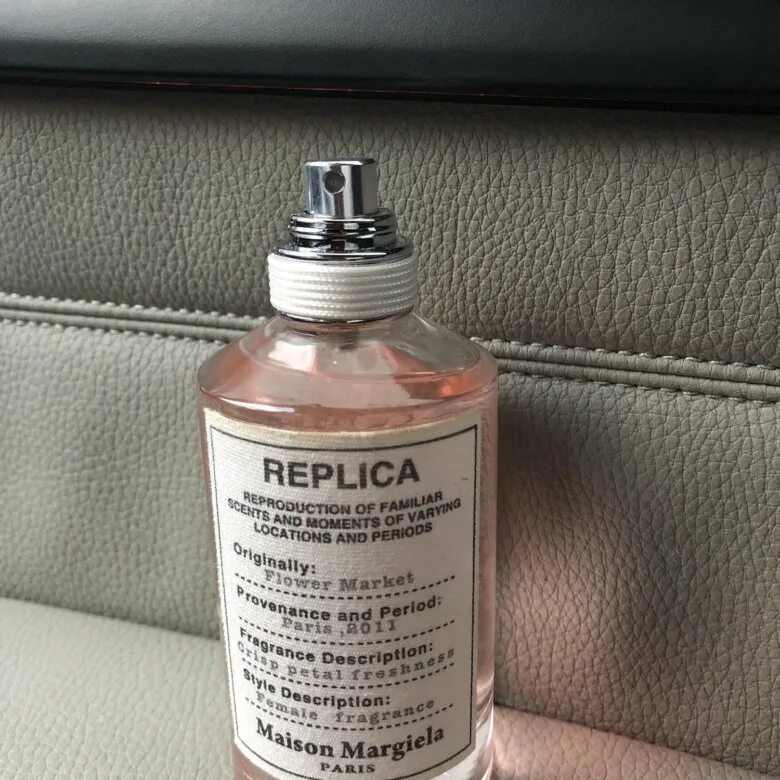 REPLICA
REPRODUCTION OF FAMILIAR
SCENTS AND MOMENTS OF VARYING
LOCATIONS AND PERIODS
Originally:
Flower Market
Provenance and Period:
Paris ,2011
Fragrance Description:
Crisp petal freshness
Style Description:
Female fragrance
Maison Margiela
PARIS